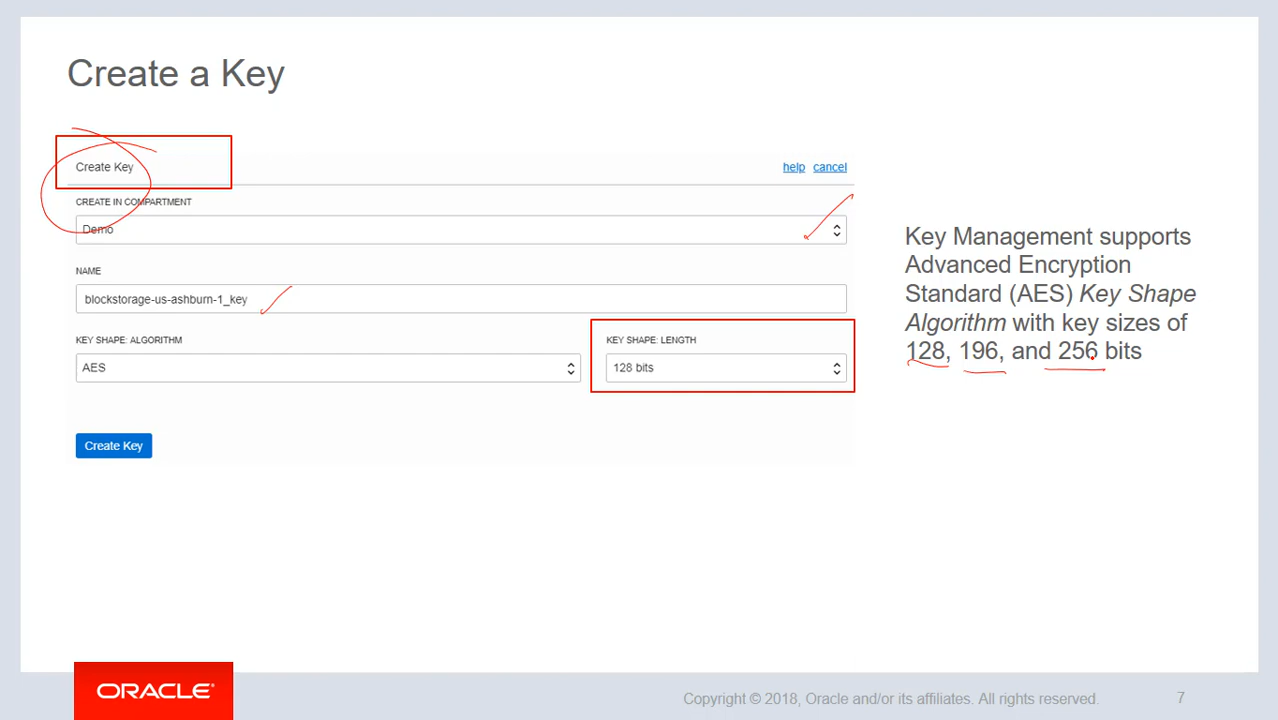 Create a Key
Create Key
help cancel
CREATE IN COMPARTMENT
Demo
NAME
blockstorage-us-ashburn-1_key
KEY SHAPE: ALGORITHM
KEY SHAPE: LENGTH
AES
128 bits
Create Key
Key Management supports
Advanced Encryption
Standard (AES) Key Shape
Algorithm with key sizes of
128, 196, and 256 bits
ORACLE®
Copyright © 2018, Oracle and/or its affiliates. All rights reserved.
7